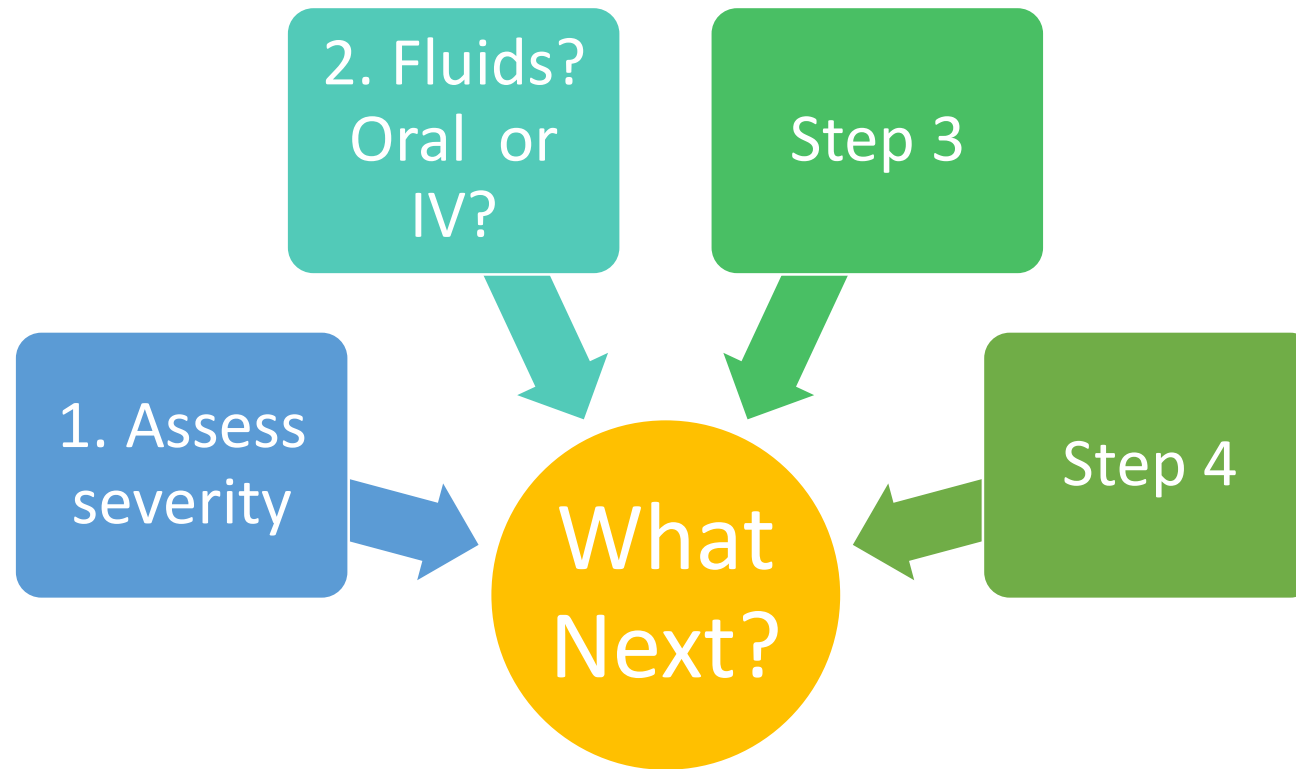 1. Assess
severity
2. Fluids?
Oral or
IV?
Step 3
Step 4
What
Next?